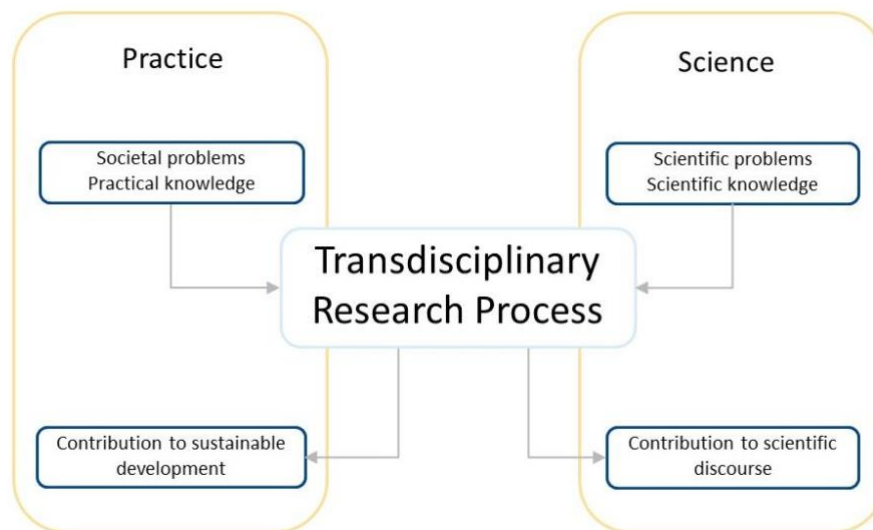 Practice
Science
Societal problems
Practical knowledge
Scientific problems
Scientific knowledge
Transdisciplinary
Research Process
Contribution to sustainable
development
Contribution to scientific
discourse